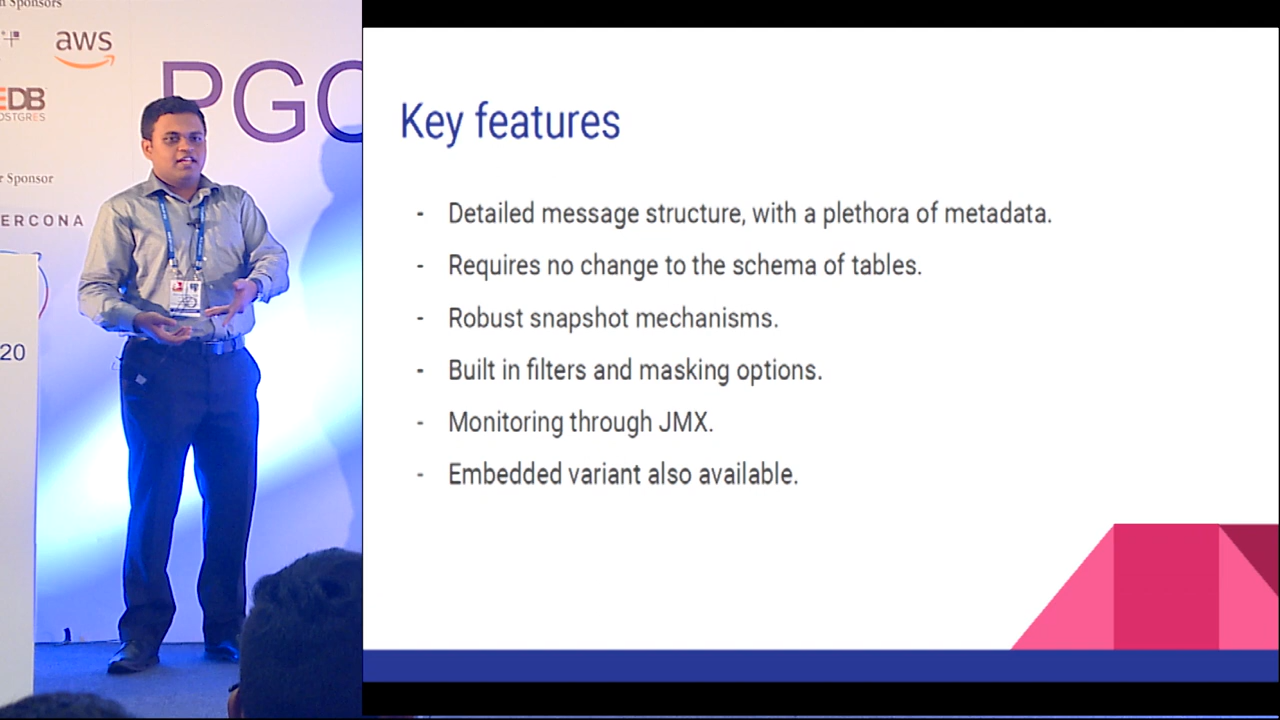 n Sponsors
aws
EDB
OSTGRES
PGC
r Sponsor
ERCONA
20
Key features
- Detailed message structure, with a plethora of metadata.
- Requires no change to the schema of tables.
- Robust snapshot mechanisms.
- Built in filters and masking options.
- Monitoring through JMX.
- Embedded variant also available.